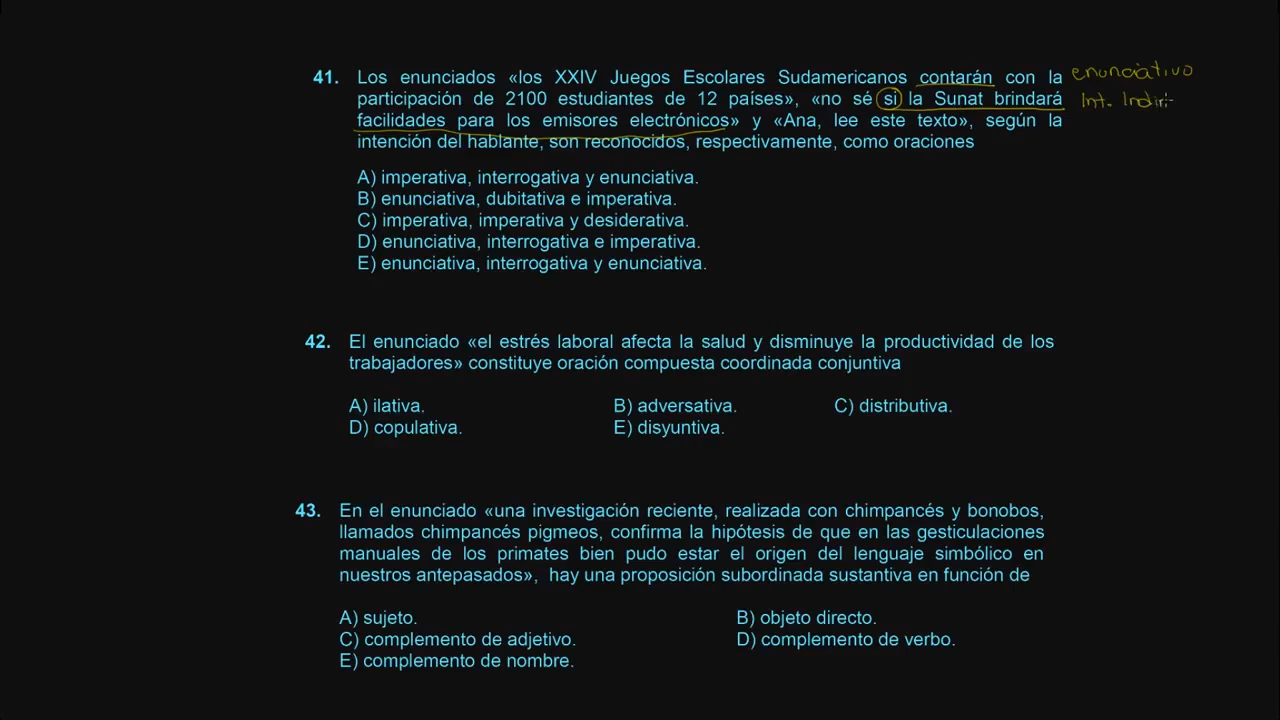 41. Los enunciados «los XXIV Juegos Escolares Sudamericanos contarán con la enunciativo
participación de 2100 estudiantes de 12 países», «no sé si la Sunat brindará Int. Indir
facilidades para los emisores electrónicos» y «Ana, lee este texto», según la
intención del hablante, son reconocidos, respectivamente, como oraciones
A) imperativa, interrogativa y enunciativa.
B) enunciativa, dubitativa e imperativa.
C) imperativa, imperativa y desiderativa.
D) enunciativa, interrogativa e imperativa.
E) enunciativa, interrogativa y enunciativa.
42. El enunciado «el estrés laboral afecta la salud y disminuye la productividad de los
trabajadores» constituye oración compuesta coordinada conjuntiva
A) ilativa. B) adversativa. C) distributiva.
D) copulativa. E) disyuntiva.
43. En el enunciado «una investigación reciente, realizada con chimpancés y bonobos,
llamados chimpancés pigmeos, confirma la hipótesis de que en las gesticulaciones
manuales de los primates bien pudo estar el origen del lenguaje simbólico en
nuestros antepasados», hay una proposición subordinada sustantiva en función de
A) sujeto. B) objeto directo.
C) complemento de adjetivo. D) complemento de verbo.
E) complemento de nombre.